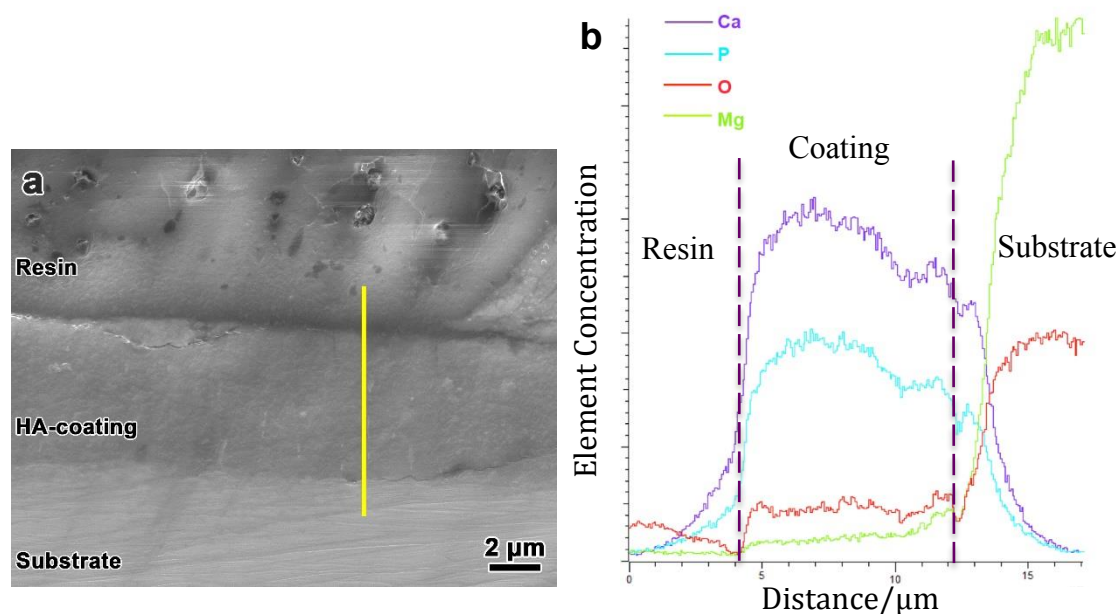 a
Resin
HA-coating
Substrate
2 μm
b
Ca
P
O
Mg
Coating
Resin
Substrate
Element Concentration
0 5 10 15
Distance/μm